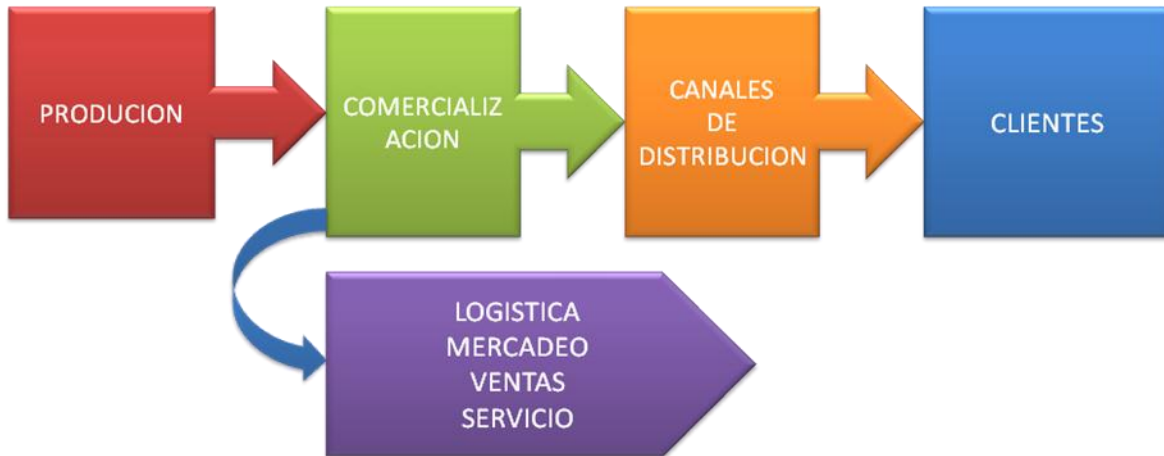 PRODUCION
COMERCIALIZ
ACION
CANALES
DE
DISTRIBUCION
CLIENTES
LOGISTICA
MERCADEO
VENTAS
SERVICIO